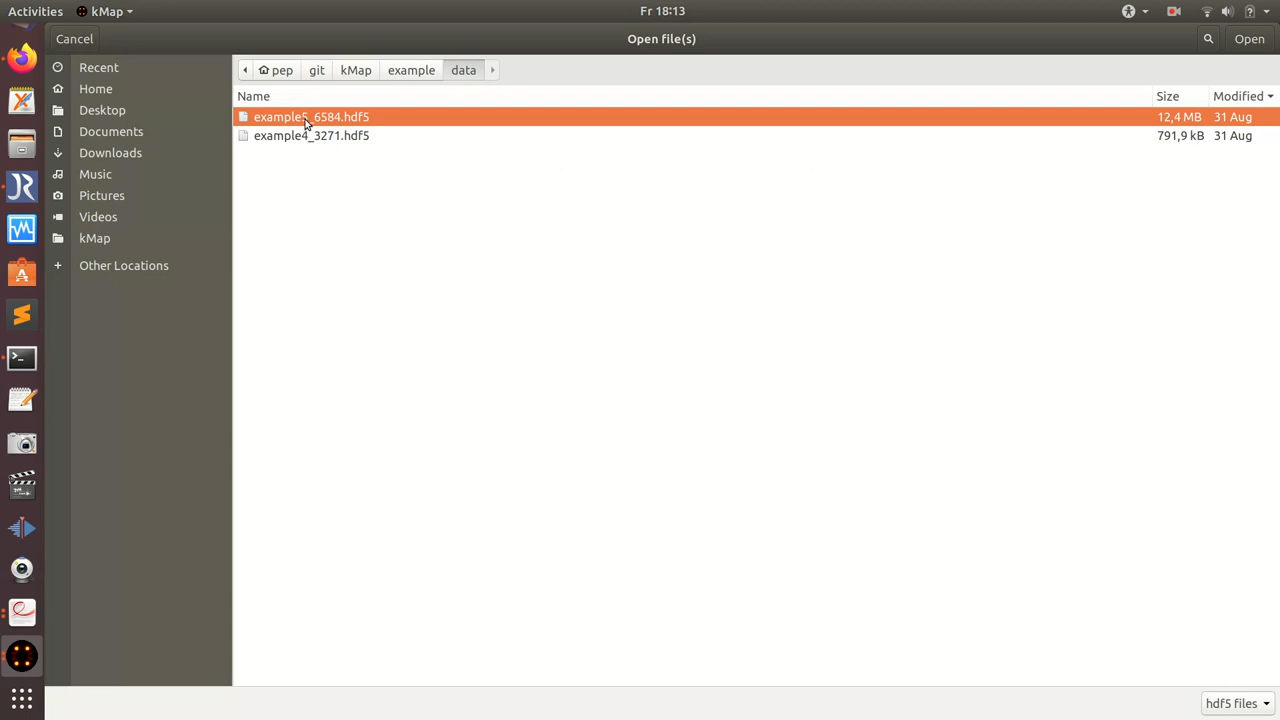 Activities kMap Fr 18:13
Cancel Open file(s) Open
pep git kMap example data
Name Size Modified
example5_6584.hdf5 12,4 MB 31 Aug
example4_3271.hdf5 791,9 kB 31 Aug
Recent
Home
Desktop
Documents
Downloads
Music
Pictures
Videos
kMap
Other Locations
hdf5 files